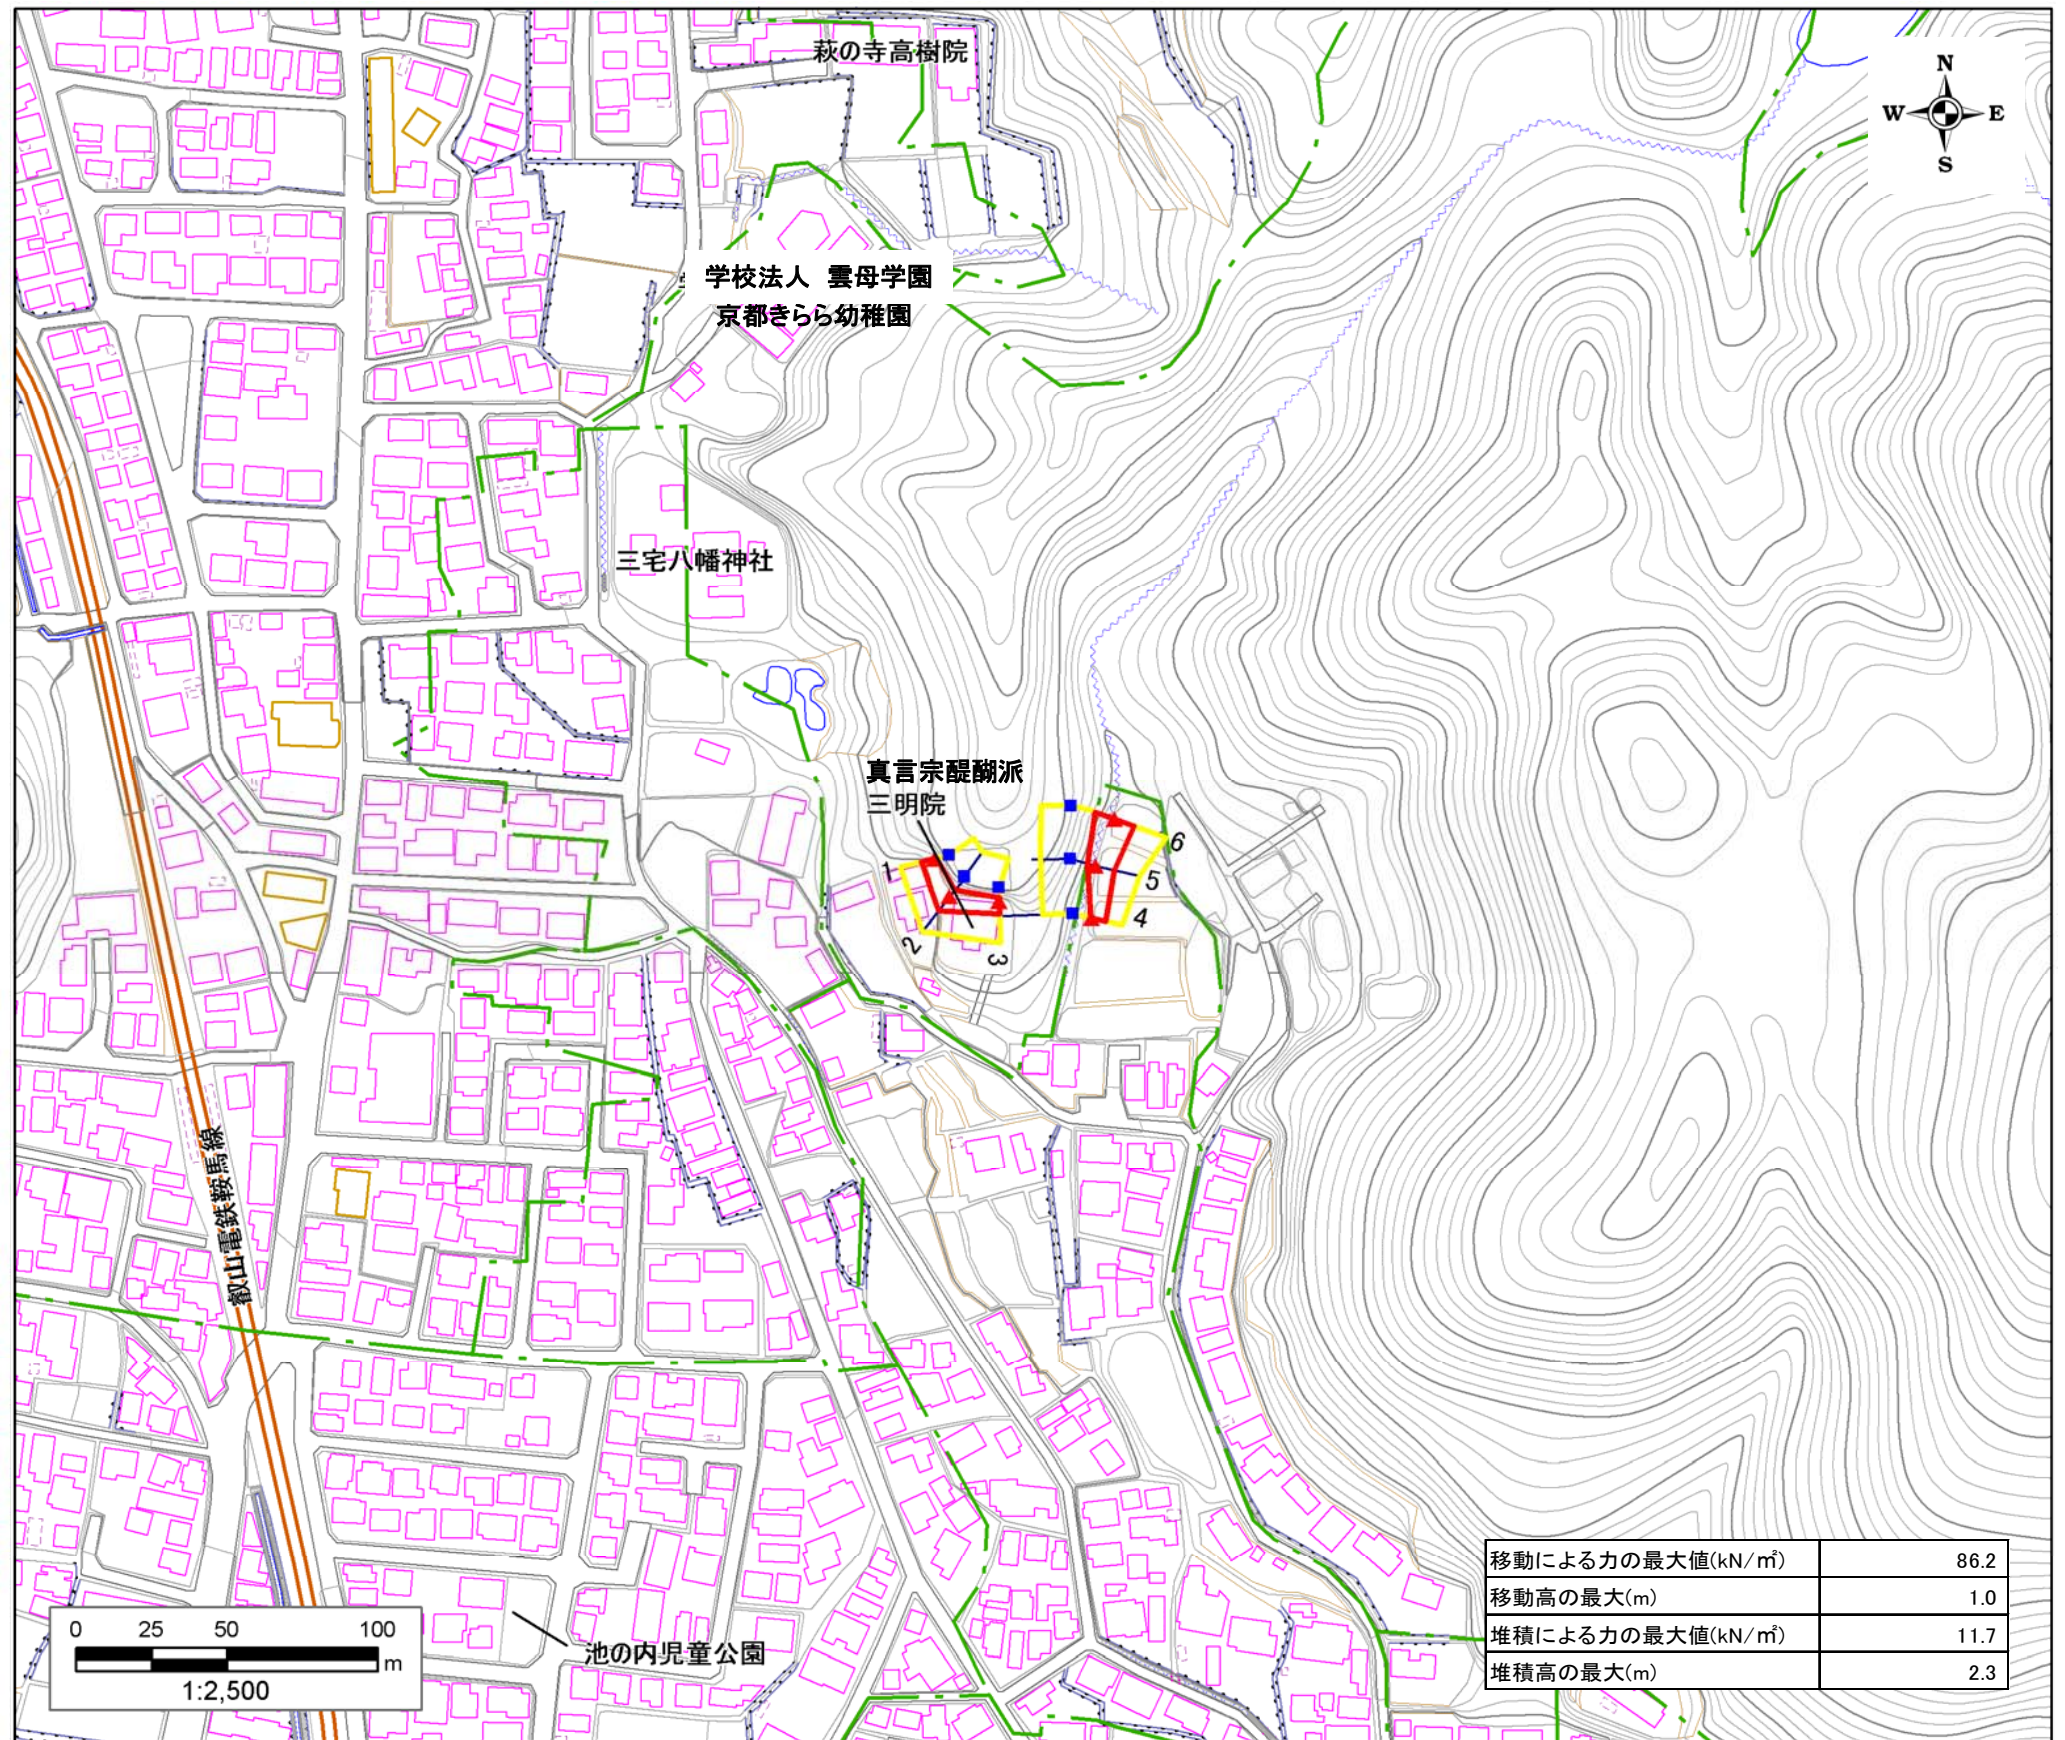 萩の寺高樹院
N
W E
S
学校法人 雲母学園
京都きらら幼稚園
三宅八幡神社
真言宗醍醐派
三明院
1
2
3
4
5
6
叡山電鉄鞍馬線
池の内児童公園
0 25 50 100
m
1:2,500
移動による力の最大値(kN/㎡) 86.2
移動高の最大(m) 1.0
堆積による力の最大値(kN/㎡) 11.7
堆積高の最大(m) 2.3